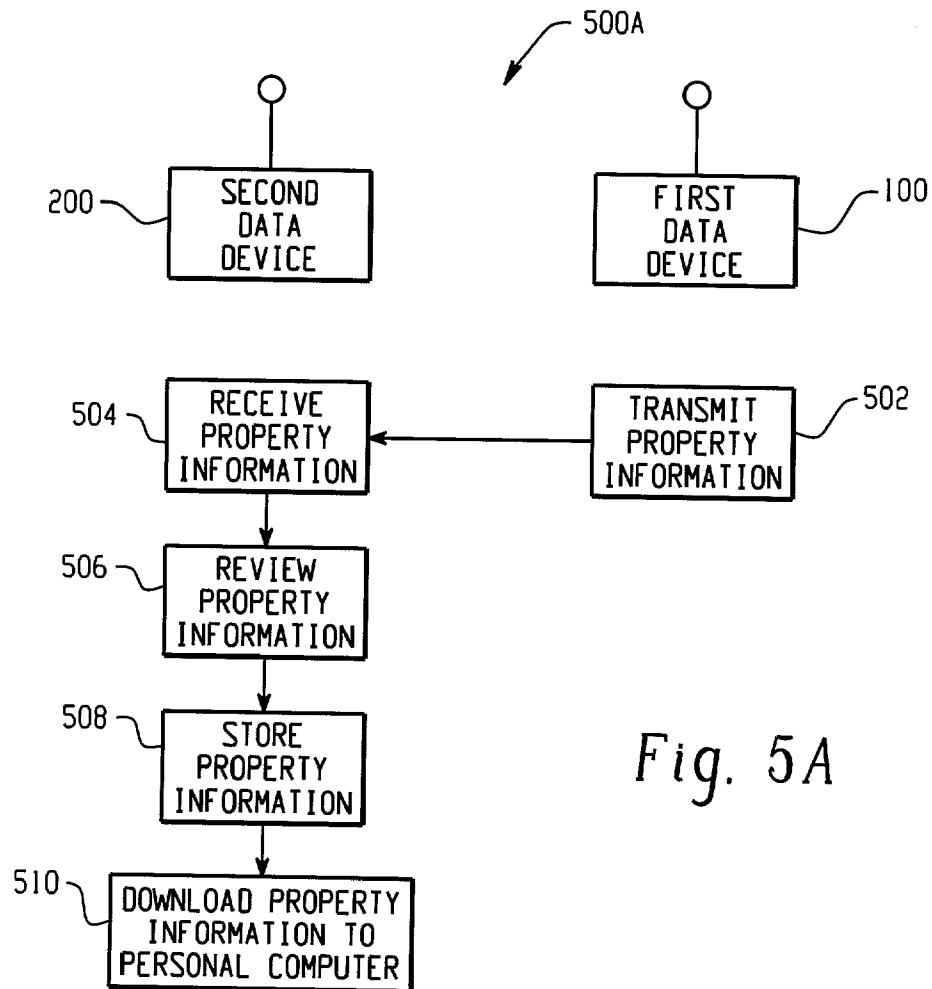 500A
200
SECOND
DATA
DEVICE
FIRST
DATA
DEVICE
100
504
RECEIVE
PROPERTY
INFORMATION
TRANSMIT
PROPERTY
INFORMATION
502
506
REVIEW
PROPERTY
INFORMATION
508
STORE
PROPERTY
INFORMATION
Fig. 5A
510
DOWNLOAD PROPERTY
INFORMATION TO
PERSONAL COMPUTER